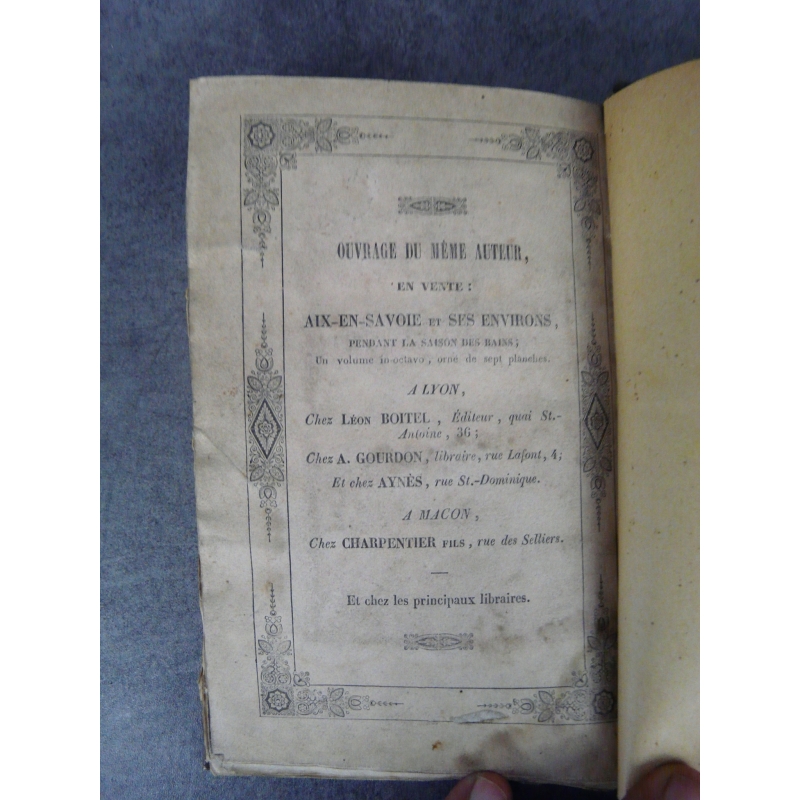 OUVRAGE DU MÊME AUTEUR,
EN VENTE :
AIX-EN-SAVOIE ET SES ENVIRONS,
PENDANT LA SAISON DES BAINS ;
Un volume in-octavo, orné de sept planches.
A LYON,
Chez LÉON BOITEL, Éditeur, quai St.-
Antoine, 36 ;
Chez A. GOURDON, libraire, rue Lafont, 4 ;
Et chez AYNÈS, rue St.-Dominique.
A MACON,
Chez CHARPENTIER FILS, rue des Selliers.
Et chez les principaux libraires.